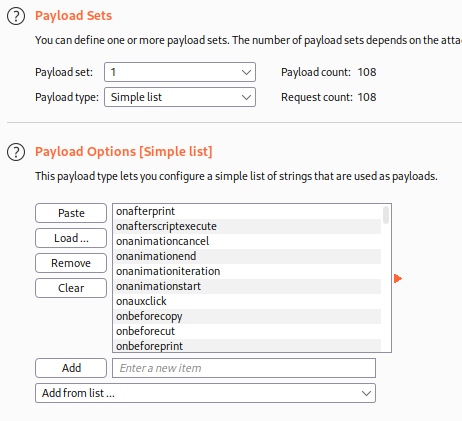 ? Payload Sets
You can define one or more payload sets. The number of payload sets depends on the atta
Payload set: 1 Payload count: 108
Payload type: Simple list Request count: 108
? Payload Options [Simple list]
This payload type lets you configure a simple list of strings that are used as payloads.
Paste
Load ...
Remove
Clear
onafterprint
onafterscriptexecute
onanimationcancel
onanimationend
onanimationiteration
onanimationstart
onauxclick
onbeforecopy
onbeforecut
onbeforeprint
Add Enter a new item
Add from list ...